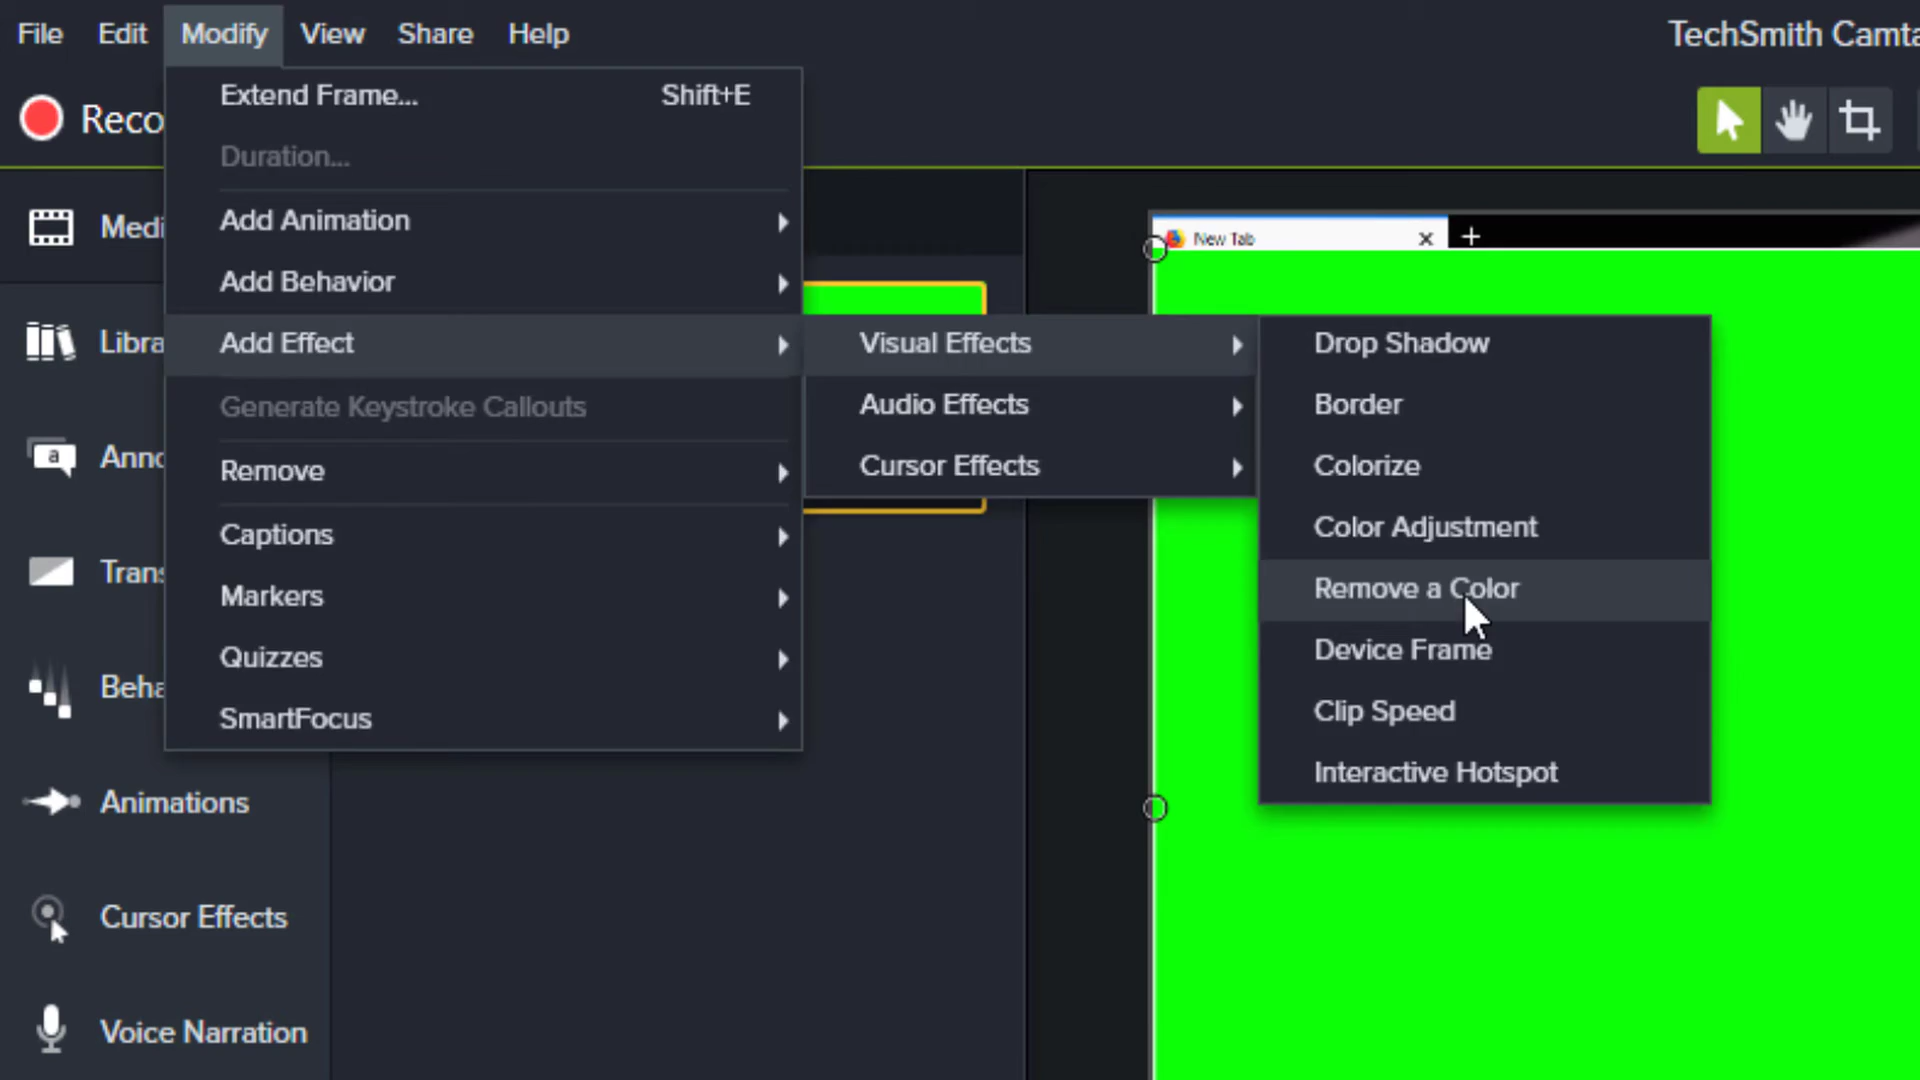 File Edit Modify View Share Help
TechSmith Camta
Reco
Extend Frame... Shift+E
Duration...
Add Animation
Add Behavior
Add Effect
Generate Keystroke Callouts
Remove
Captions
Markers
Quizzes
SmartFocus
Visual Effects
Audio Effects
Cursor Effects
Drop Shadow
Border
Colorize
Color Adjustment
Remove a Color
Device Frame
Clip Speed
Interactive Hotspot
Medi
Libra
a
Anno
Trans
Beha
Animations
Cursor Effects
Voice Narration
New Tab